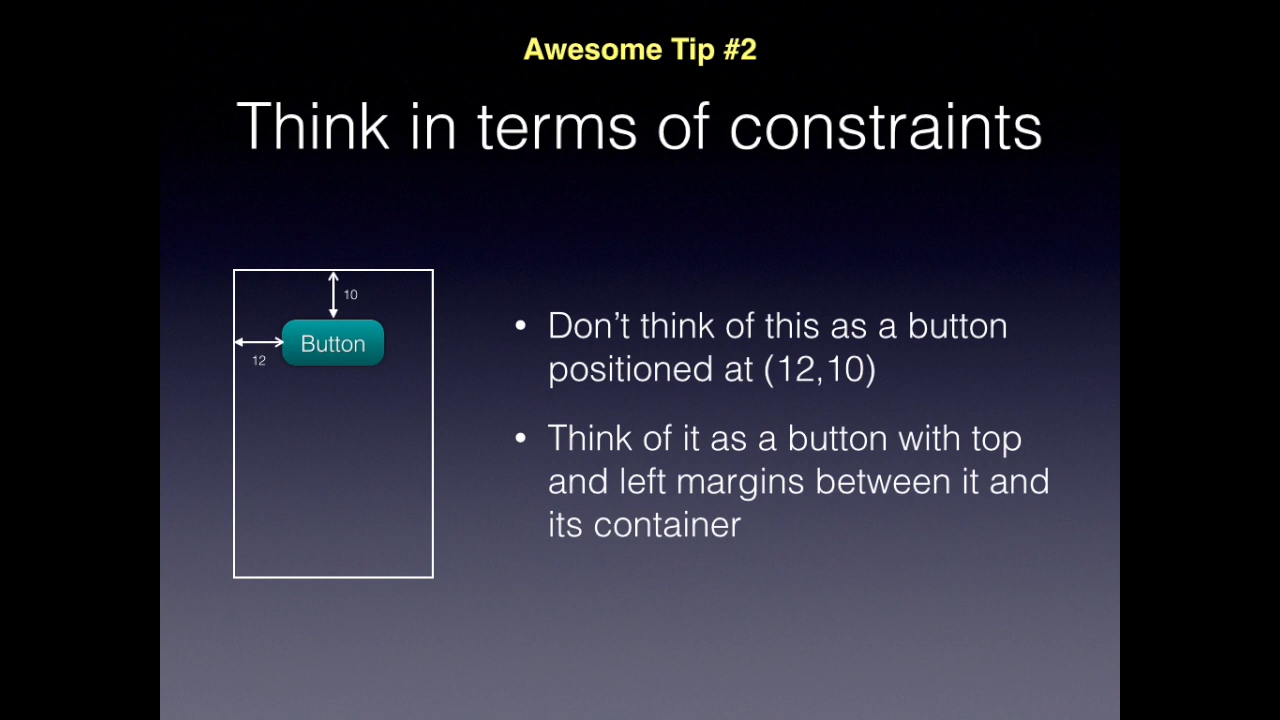 Awesome Tip #2
Think in terms of constraints
10
Button
12
• Don’t think of this as a button
positioned at (12,10)
• Think of it as a button with top
and left margins between it and
its container